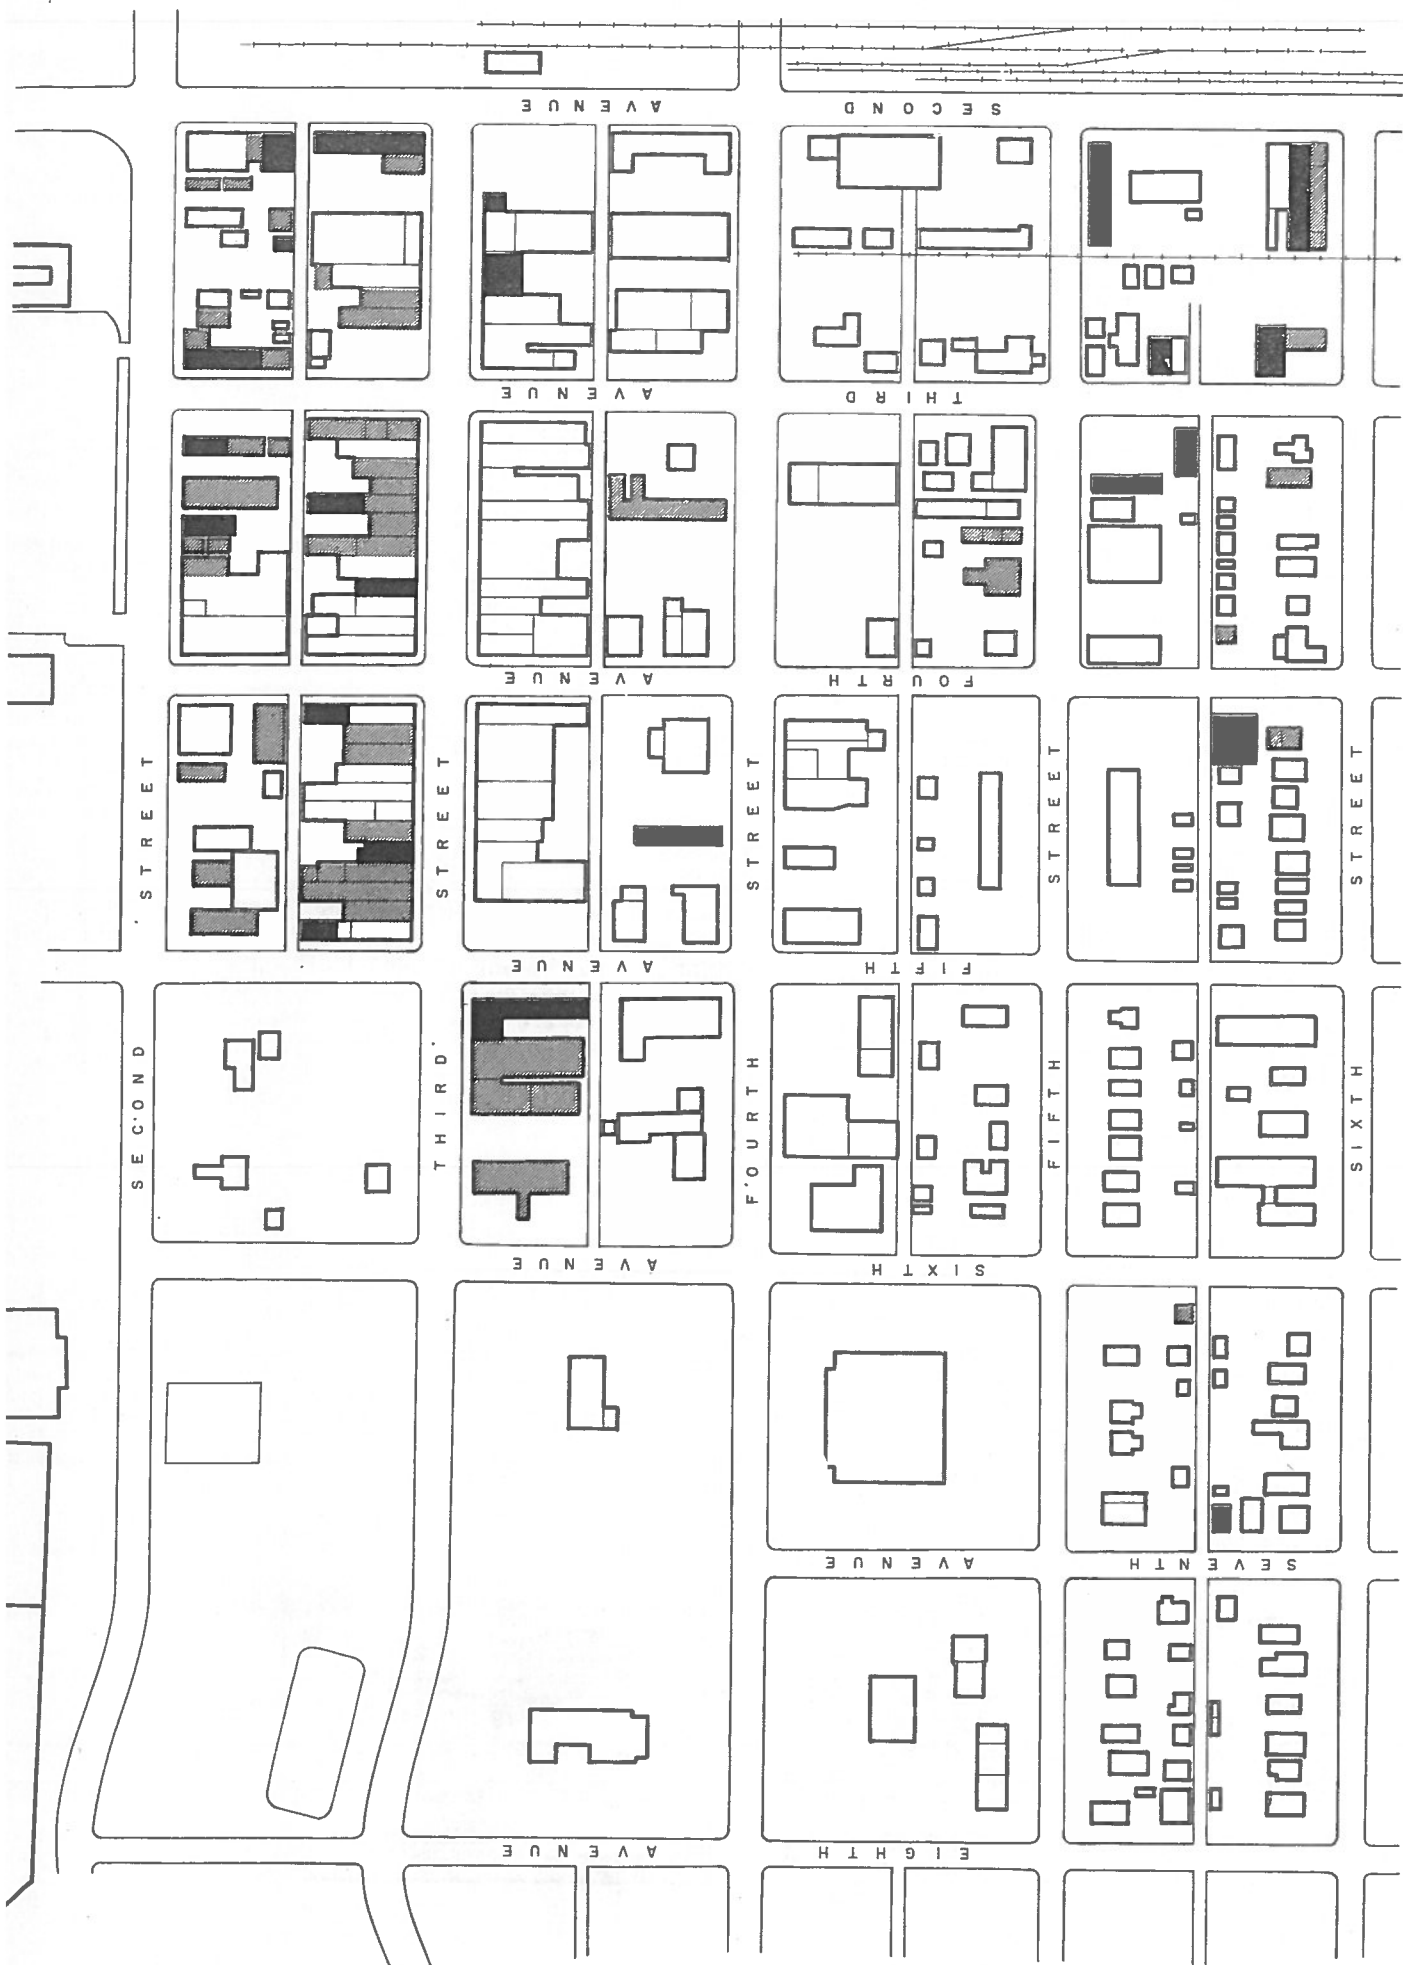 SECOND AVENUE
THIRD AVENUE
FOURTH AVENUE
FIFTH AVENUE
SIXTH AVENUE
SEVENTH AVENUE
EIGHTH AVENUE
SECOND STREET
THIRD STREET
FOURTH STREET
FIFTH STREET
SIXTH STREET